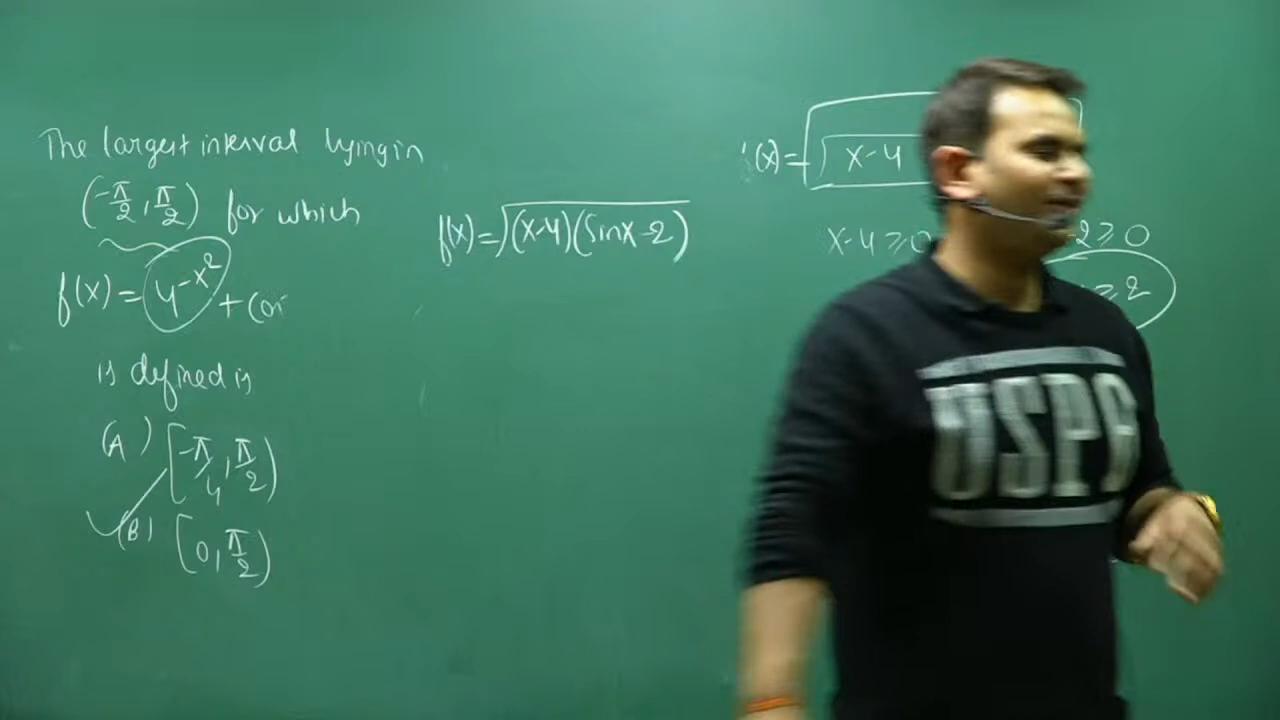 The largest interval lying in
(-π/2, π/2) for which
f(x) = 4^-x² + cos
is defined is
(A) [-π/4, π/2)
(B) [0, π/2)
f(x) = √(x-4)(sinx-2)
(x) = √x-4
x-4 ≥ 0
-2 ≥ 0
≥ 2
USPA